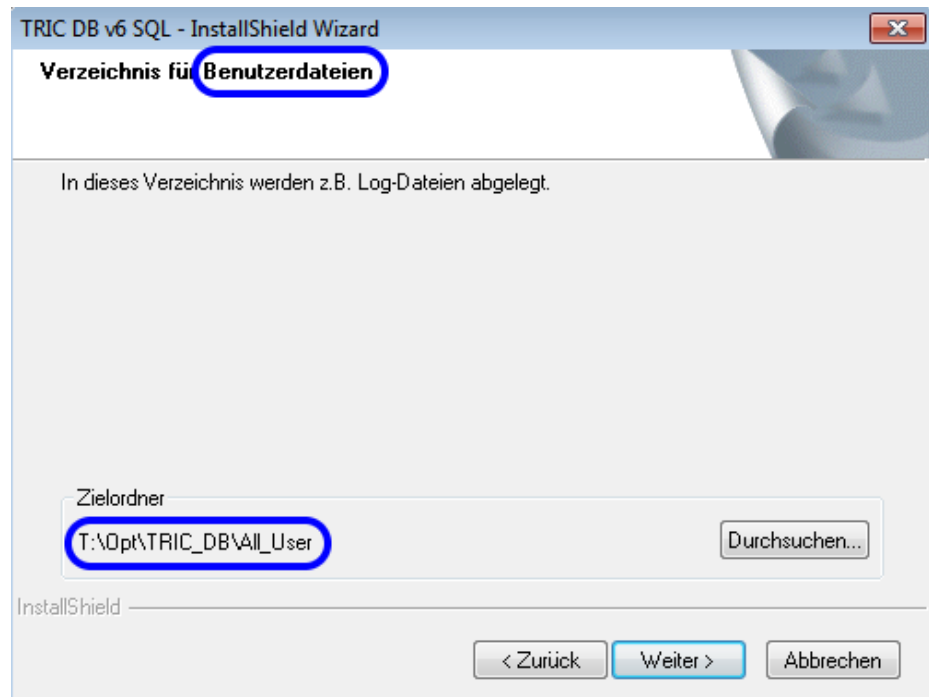 TRIC DB v6 SQL - InstallShield Wizard
Verzeichnis für Benutzerdateien
In dieses Verzeichnis werden z.B. Log-Dateien abgelegt.
Zielordner
T:\Opt\TRIC_DB\All_User
Durchsuchen...
InstallShield
< Zurück
Weiter >
Abbrechen